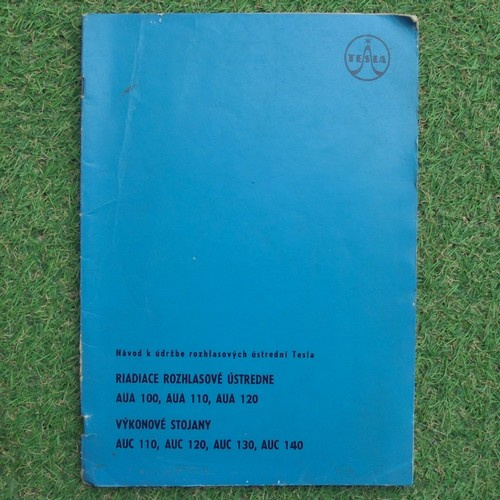 TESLA
Návod k údržbe rozhlasových ústrední Tesla
RIADIACE ROZHLASOVÉ ÚSTREDNE
AUA 100, AUA 110, AUA 120
VÝKONOVÉ STOJANY
AUC 110, AUC 120, AUC 130, AUC 140